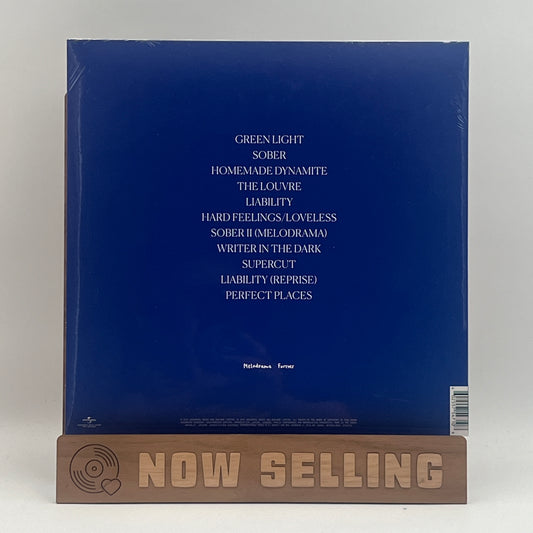 GREEN LIGHT
SOBER
HOMEMADE DYNAMITE
THE LOUVRE
LIABILITY
HARD FEELINGS/LOVELESS
SOBER II (MELODRAMA)
WRITER IN THE DARK
SUPERCUT
LIABILITY (REPRISE)
PERFECT PLACES
Melodrama Forever
NOW SELLING